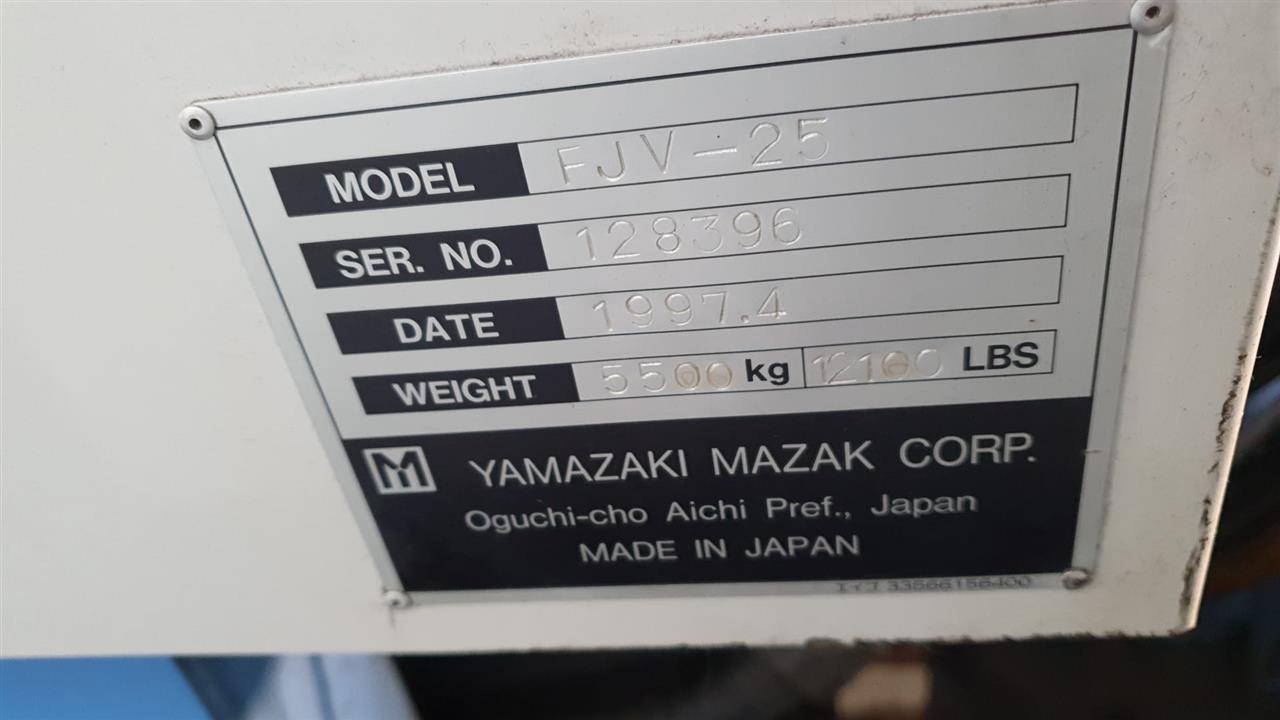 MODEL FJV-25
SER. NO. 128396
DATE 1997.4
WEIGHT 5500 kg 12100 LBS
YAMAZAKI MAZAK CORP.
Oguchi-cho Aichi Pref., Japan
MADE IN JAPAN
33566156400